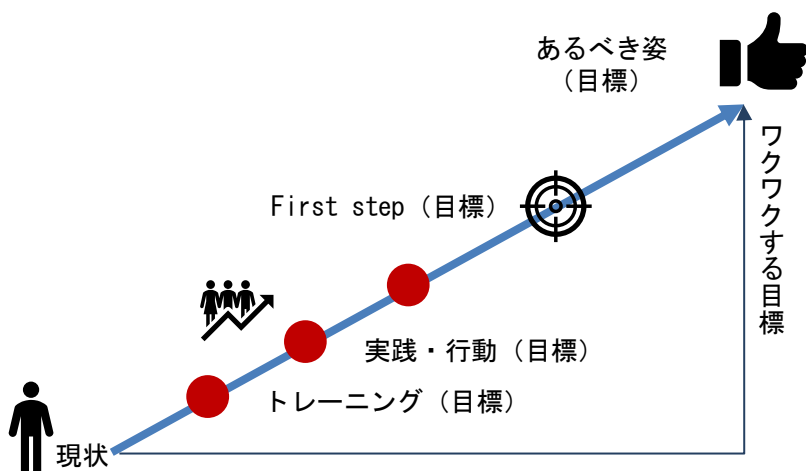 あるべき姿
（目標）
ワクワクする目標
First step（目標）
実践・行動（目標）
トレーニング（目標）
現状